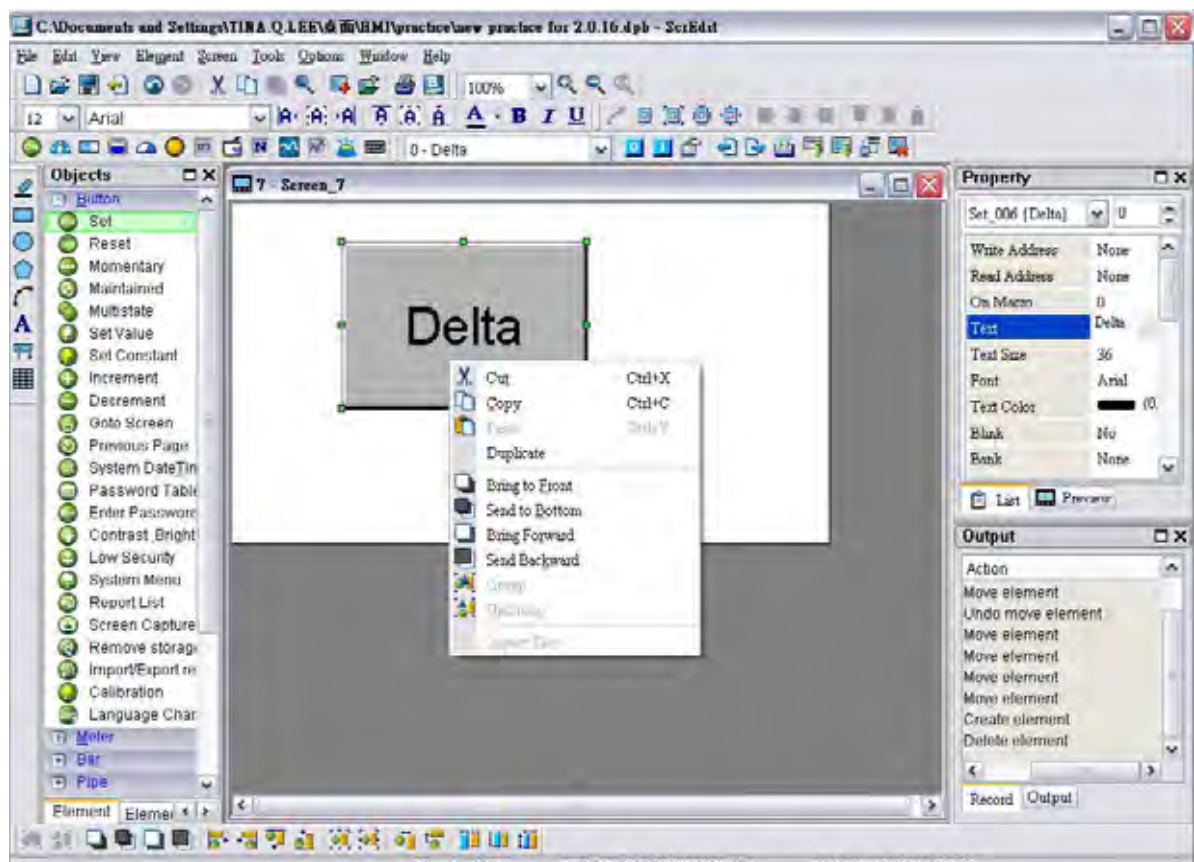 C:\Documents and Settings\TINA.Q.LEE\桌面\HMI\practice\new practice for 2.0.16.dpb - ScrEdit
File Edit View Element Screen Tools Options Window Help
100%
12 Arial A B I U
0 - Delta
Objects
Button
Set
Reset
Momentary
Maintained
Multistate
Set Value
Set Constant
Increment
Decrement
Goto Screen
Previous Page
System DateTim
Password Table
Enter Password
Contrast Bright
Low Security
System Menu
Report List
Screen Capture
Remove storag
Import/Export re
Calibration
Language Char
Meter
Bar
Pipe
Element Elemei
7 - Screen_7
Delta
Cut Ctrl+X
Copy Ctrl+C
Paste Ctrl+V
Duplicate
Bring to Front
Send to Bottom
Bring Forward
Send Backward
Group
Ungroup
Property
Set_006 {Delta} 0
Write Address None
Read Address None
On Macro 0
Text Delta
Text Size 36
Font Arial
Text Color (0,
Blink No
Bank None
List Preview
Output
Action
Move element
Undo move element
Move element
Move element
Move element
Move element
Create element
Delete element
Record Output